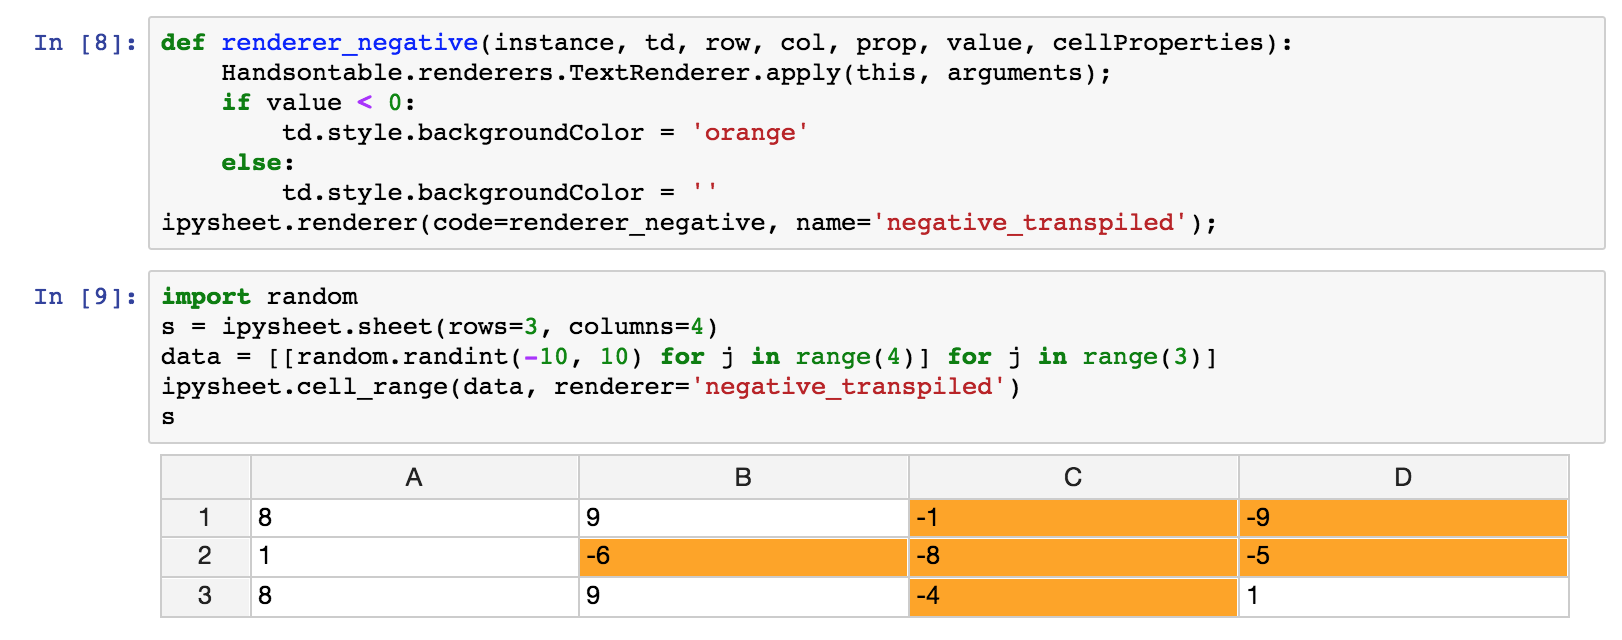 In [8]: def renderer_negative(instance, td, row, col, prop, value, cellProperties):
    Handsontable.renderers.TextRenderer.apply(this, arguments);
    if value < 0:
        td.style.backgroundColor = 'orange'
    else:
        td.style.backgroundColor = ''
ipysheet.renderer(code=renderer_negative, name='negative_transpiled');
In [9]: import random
s = ipysheet.sheet(rows=3, columns=4)
data = [[random.randint(-10, 10) for j in range(4)] for j in range(3)]
ipysheet.cell_range(data, renderer='negative_transpiled')
s
A B C D
1 8 9 -1 -9
2 1 -6 -8 -5
3 8 9 -4 1